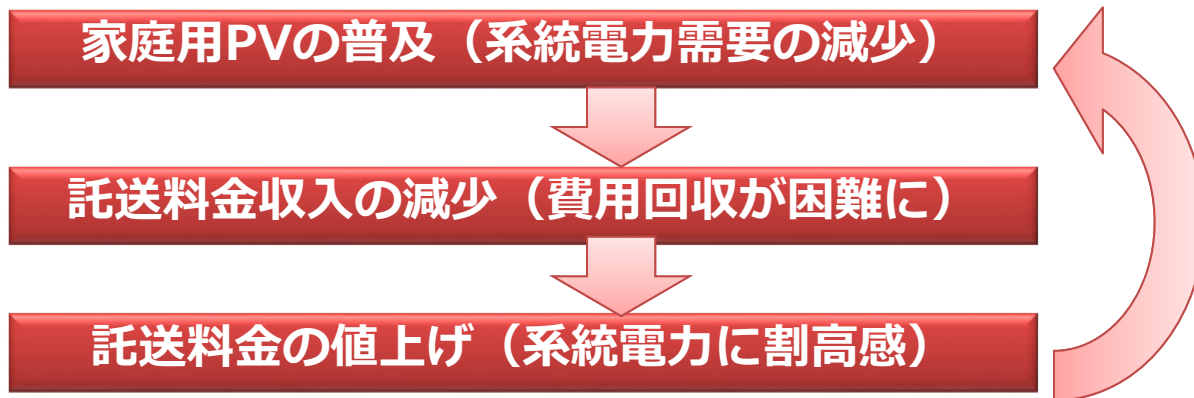 家庭用PVの普及（系統電力需要の減少）
託送料金収入の減少（費用回収が困難に）
託送料金の値上げ（系統電力に割高感）